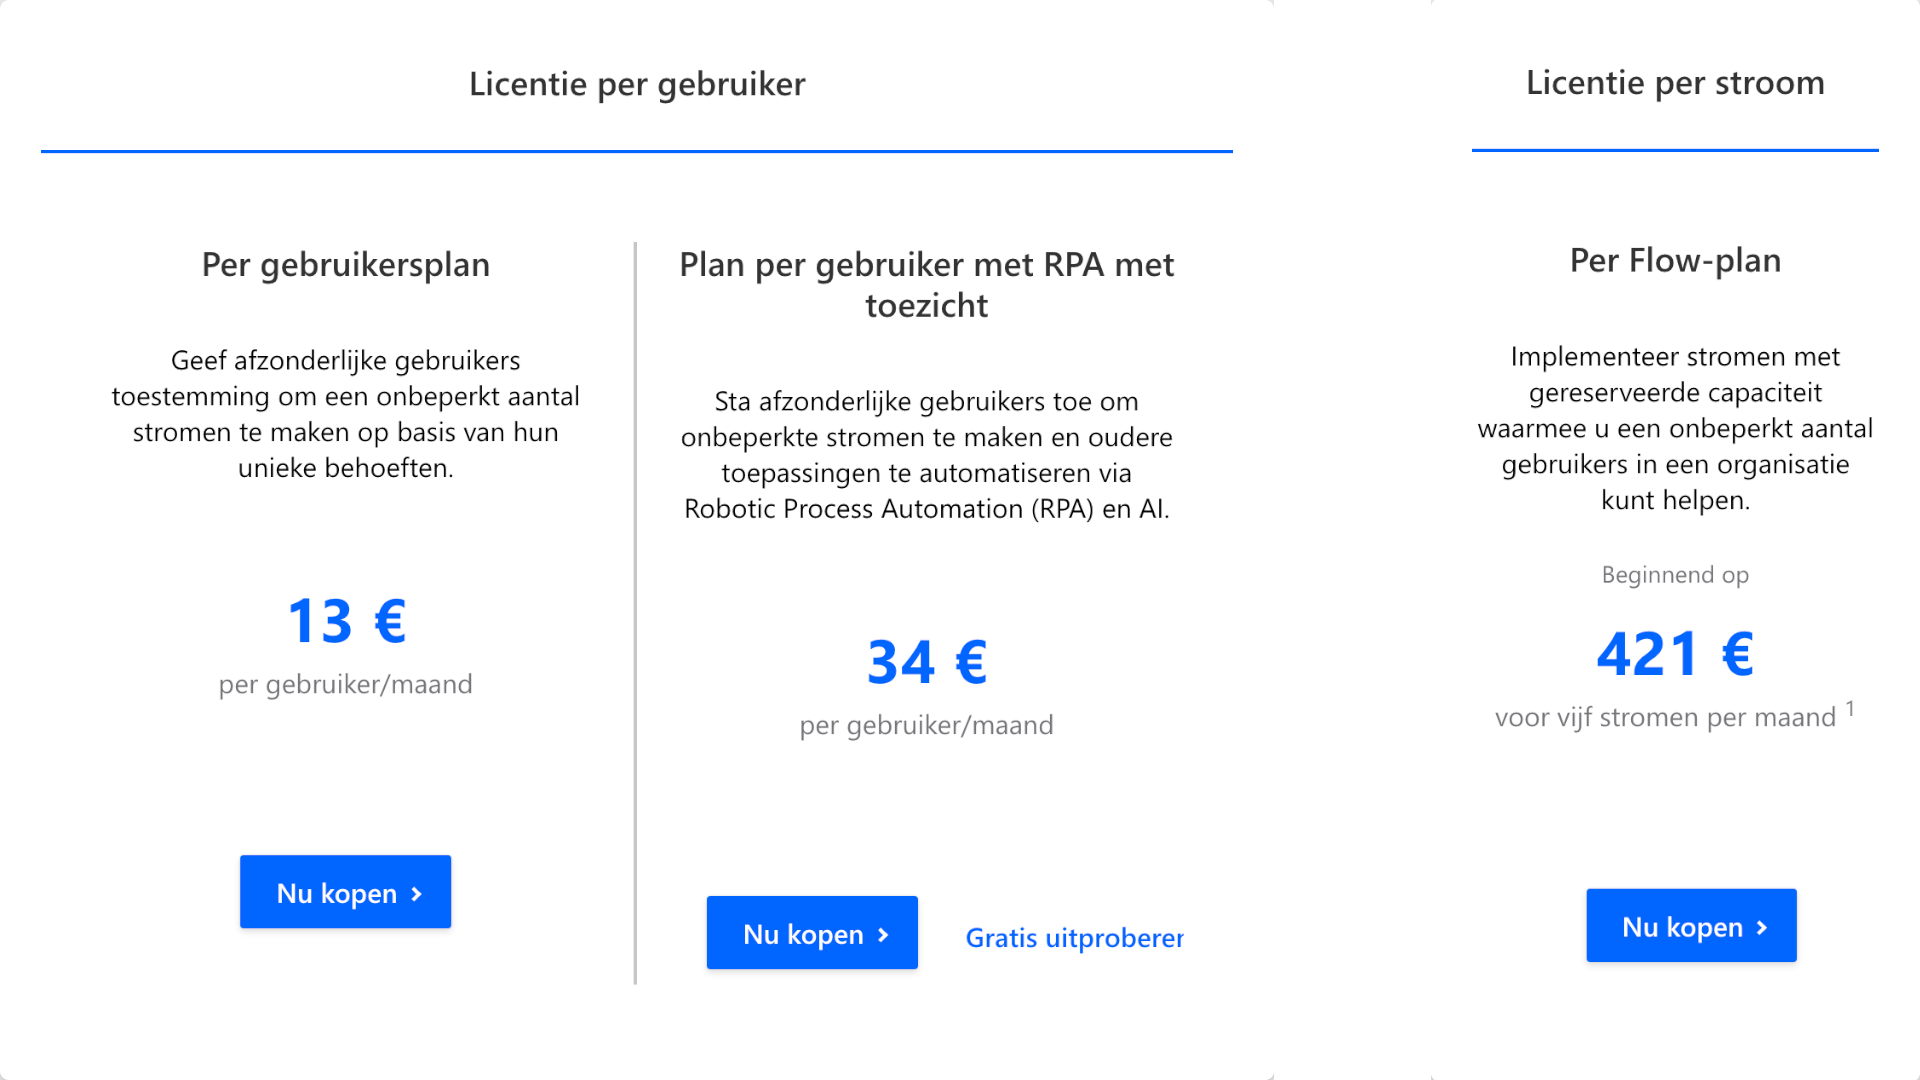 Licentie per gebruiker
Per gebruikersplan
Geef afzonderlijke gebruikers
toestemming om een onbeperkt aantal
stromen te maken op basis van hun
unieke behoeften.
13 €
per gebruiker/maand
Nu kopen
Plan per gebruiker met RPA met
toezicht
Sta afzonderlijke gebruikers toe om
onbeperkte stromen te maken en oudere
toepassingen te automatiseren via
Robotic Process Automation (RPA) en AI.
34 €
per gebruiker/maand
Nu kopen
Gratis uitproberer
Licentie per stroom
Per Flow-plan
Implementeer stromen met
gereserveerde capaciteit
waarmee u een onbeperkt aantal
gebruikers in een organisatie
kunt helpen.
Beginnend op
421 €
voor vijf stromen per maand 1
Nu kopen